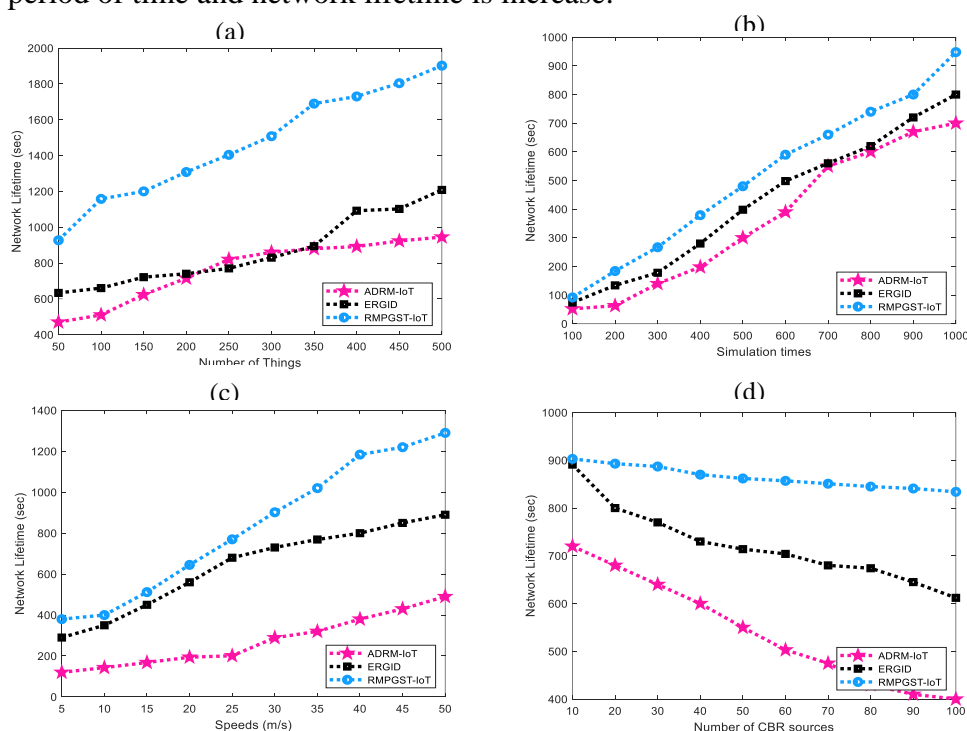 period of time and network lifetime is increase.
(a)
2000
1800
1600
1400
1200
1000
800
600
400
Network Lifetime (sec)
ADRM-IoT
ERGID
RMPGST-IoT
50 100 150 200 250 300 350 400 450 500
Number of Things
(b)
1000
900
800
700
600
500
400
300
200
100
0
Network Lifetime (sec)
ADRM-IoT
ERGID
RMPGST-IoT
100 200 300 400 500 600 700 800 900 1000
Simulation times
(c)
1400
1200
1000
800
600
400
200
0
Network Lifetime (sec)
ADRM-IoT
ERGID
RMPGST-IoT
5 10 15 20 25 30 35 40 45 50
Speeds (m/s)
(d)
1000
900
800
700
600
500
400
Network Lifetime (sec)
ADRM-IoT
ERGID
RMPGST-IoT
10 20 30 40 50 60 70 80 90 100
Number of CBR sources